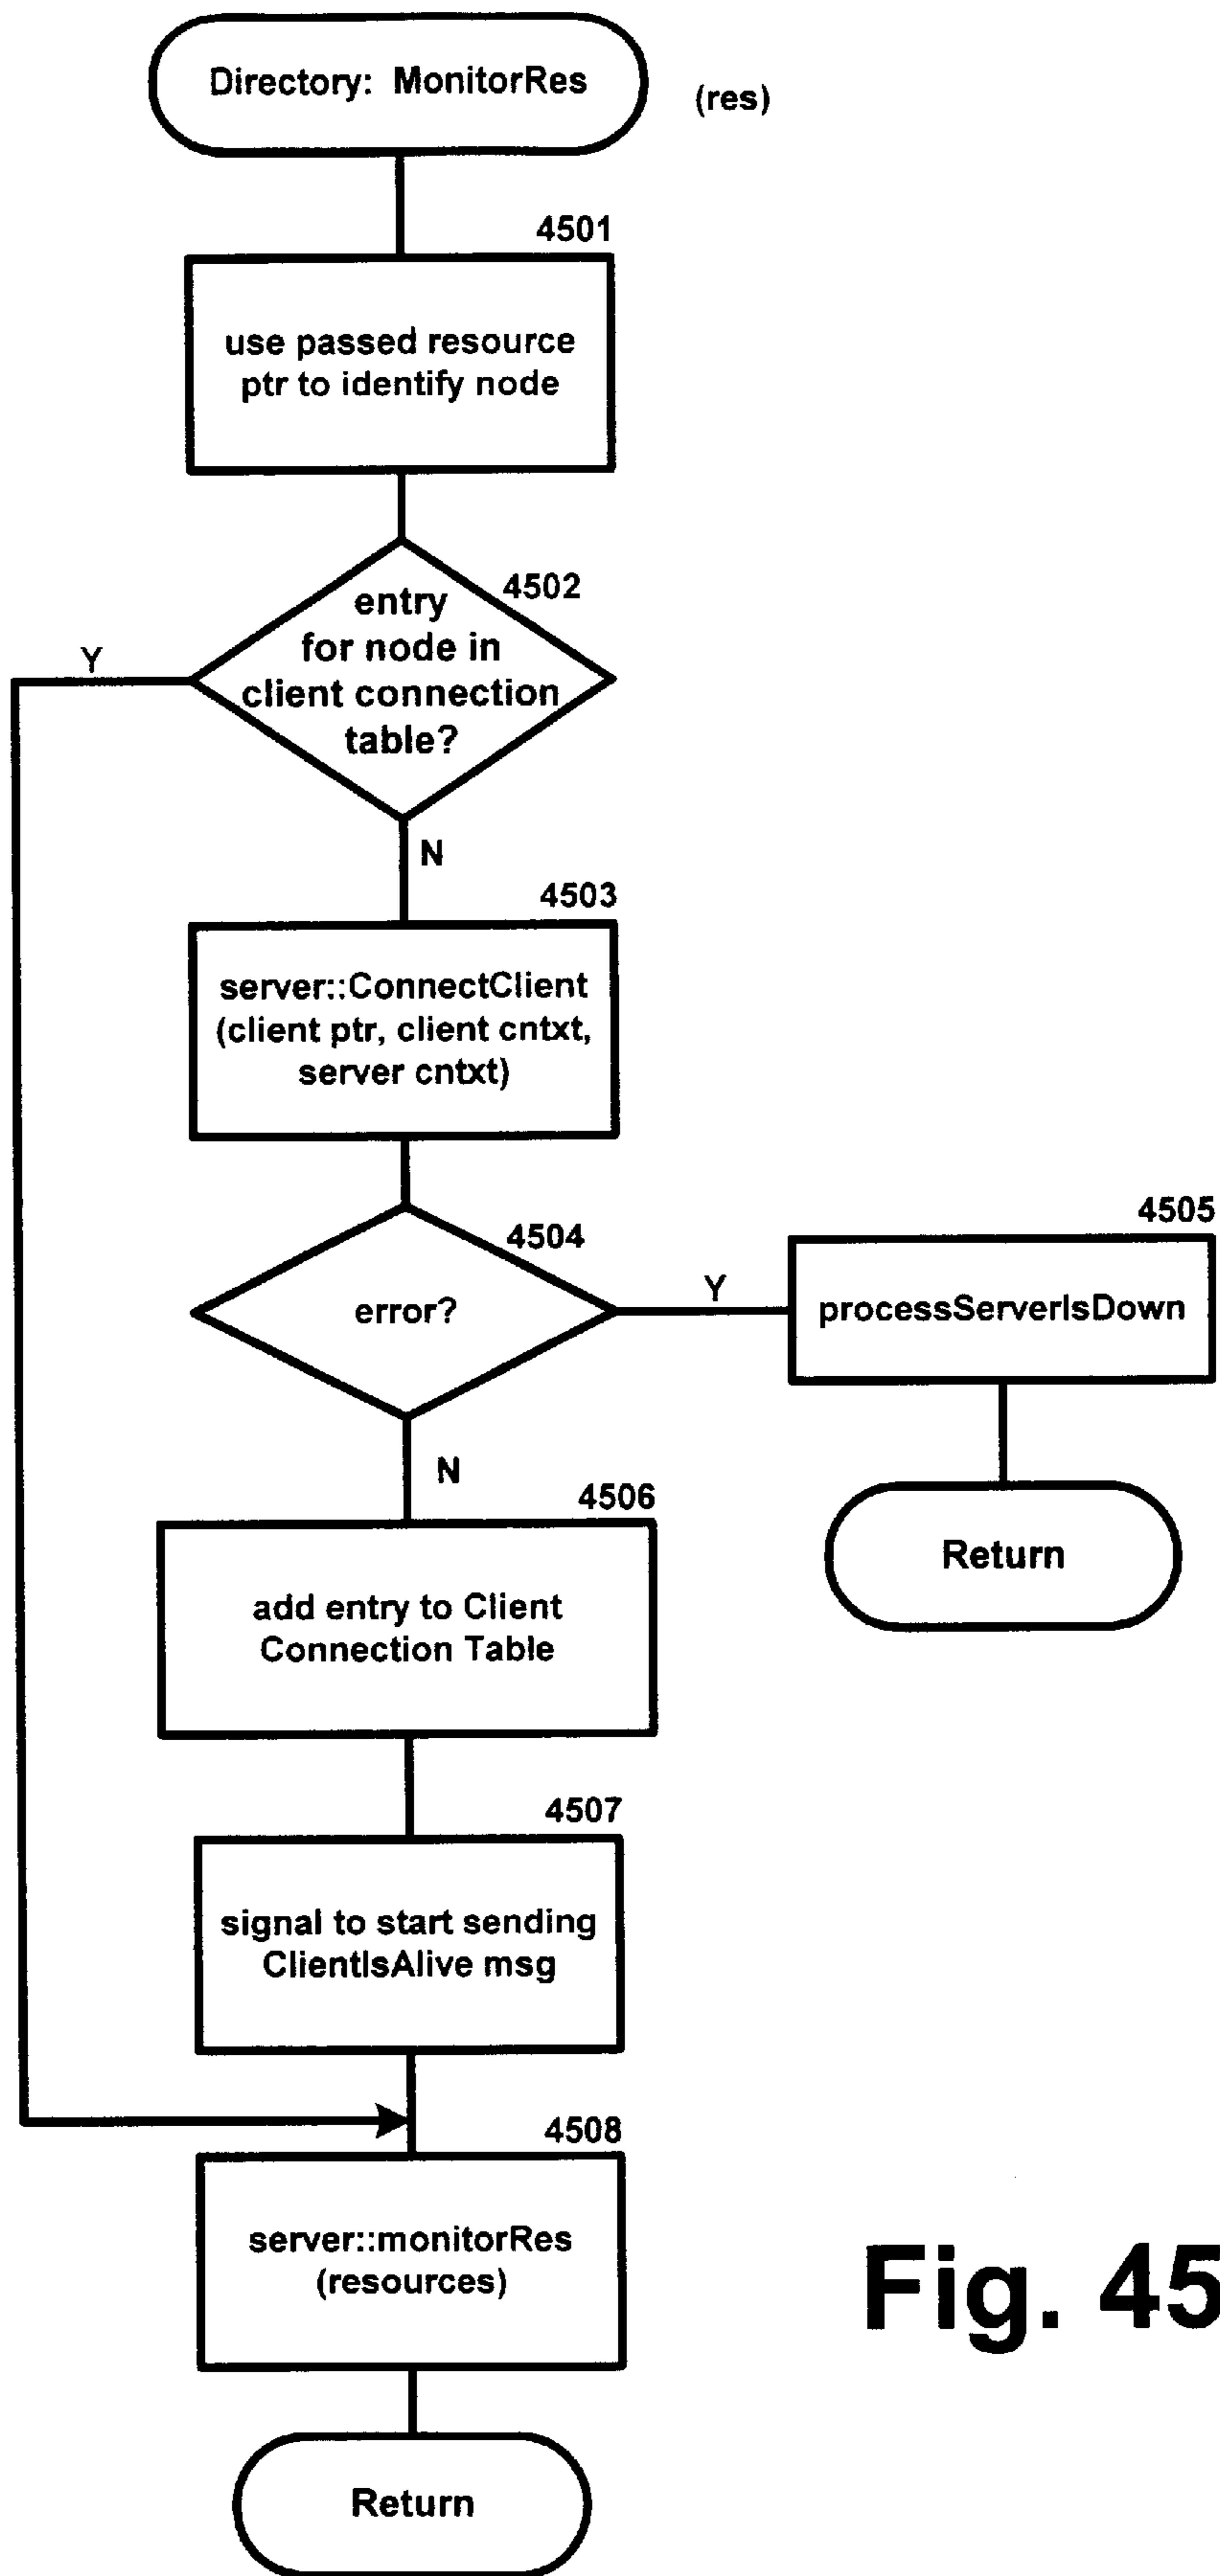 Directory: MonitorRes
(res)
4501
use passed resource
ptr to identify node
4502
entry
for node in
client connection
table?
Y
N
4503
server::ConnectClient
(client ptr, client cntxt,
server cntxt)
4504
error?
Y
4505
processServerIsDown
Return
N
4506
add entry to Client
Connection Table
4507
signal to start sending
ClientIsAlive msg
4508
server::monitorRes
(resources)
Return
Fig. 45